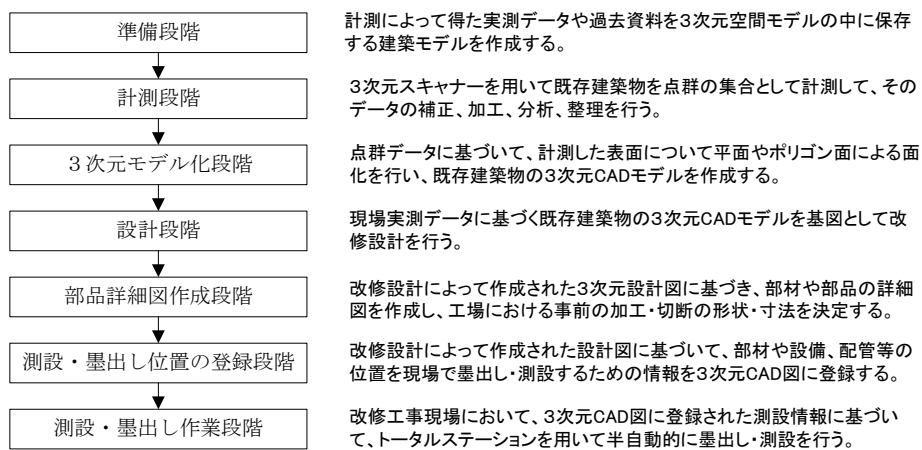 準備段階
計測によって得た実測データや過去資料を3次元空間モデルの中に保存
する建築モデルを作成する。
計測段階
3次元スキャナーを用いて既存建築物を点群の集合として計測して、その
データの補正、加工、分析、整理を行う。
3次元モデル化段階
点群データに基づいて、計測した表面について平面やポリゴン面による面
化を行い、既存建築物の3次元CADモデルを作成する。
設計段階
現場実測データに基づく既存建築物の3次元CADモデルを基図として改
修設計を行う。
部品詳細図作成段階
改修設計によって作成された3次元設計図に基づき、部材や部品の詳細
図を作成し、工場における事前の加工・切断の形状・寸法を決定する。
測設・墨出し位置の登録段階
改修設計によって作成された設計図に基づいて、部材や設備、配管等の
位置を現場で墨出し・測設するための情報を3次元CAD図に登録する。
測設・墨出し作業段階
改修工事現場において、3次元CAD図に登録された測設情報に基づい
て、トータルステーションを用いて半自動的に墨出し・測設を行う。